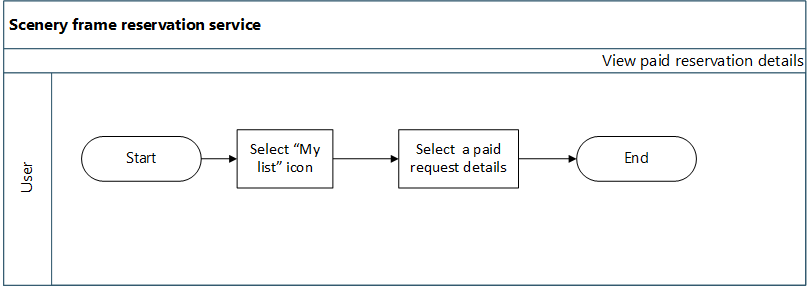 Scenery frame reservation service
View paid reservation details
User
Start
Select “My
list” icon
Select  a paid
request details
End